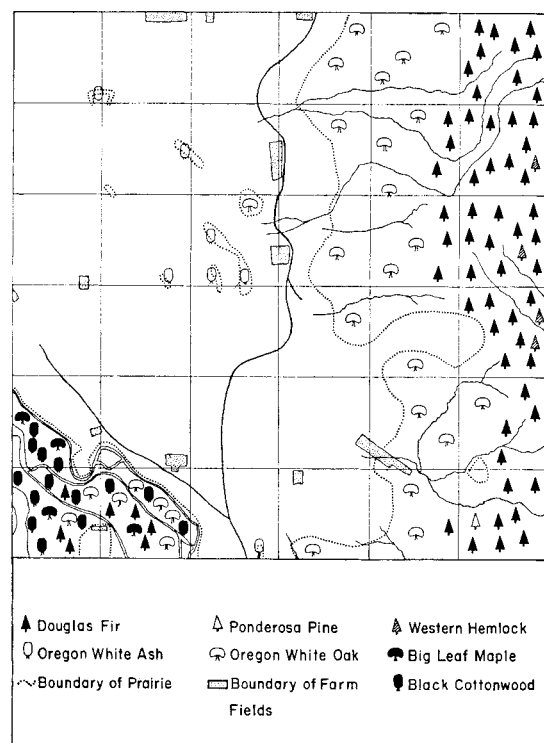 Douglas Fir
Ponderosa Pine
Western Hemlock
Oregon White Ash
Oregon White Oak
Big Leaf Maple
Boundary of Prairie
Boundary of Farm
Fields
Black Cottonwood